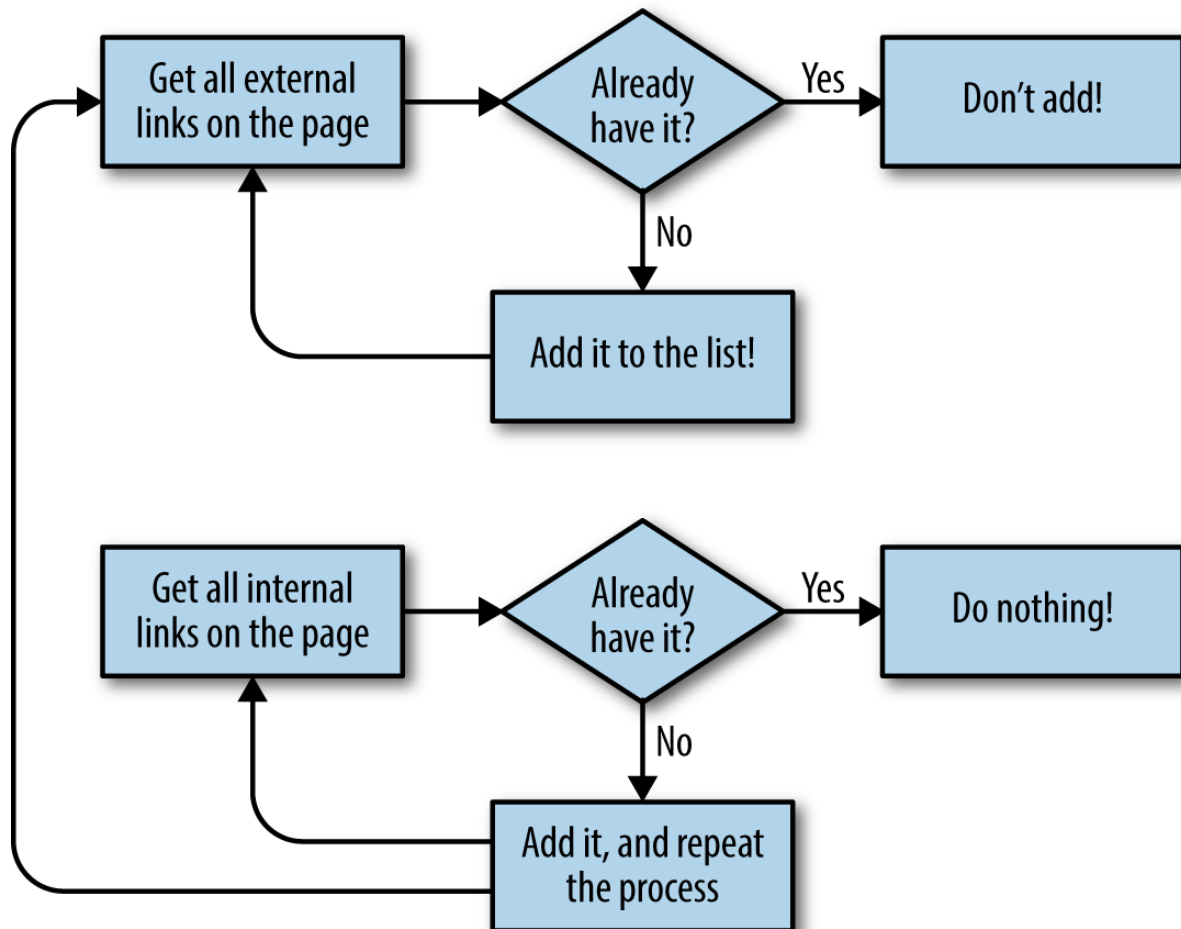 Get all external
links on the page
Already
have it?
Yes
Don't add!
No
Add it to the list!
Get all internal
links on the page
Already
have it?
Yes
Do nothing!
No
Add it, and repeat
the process